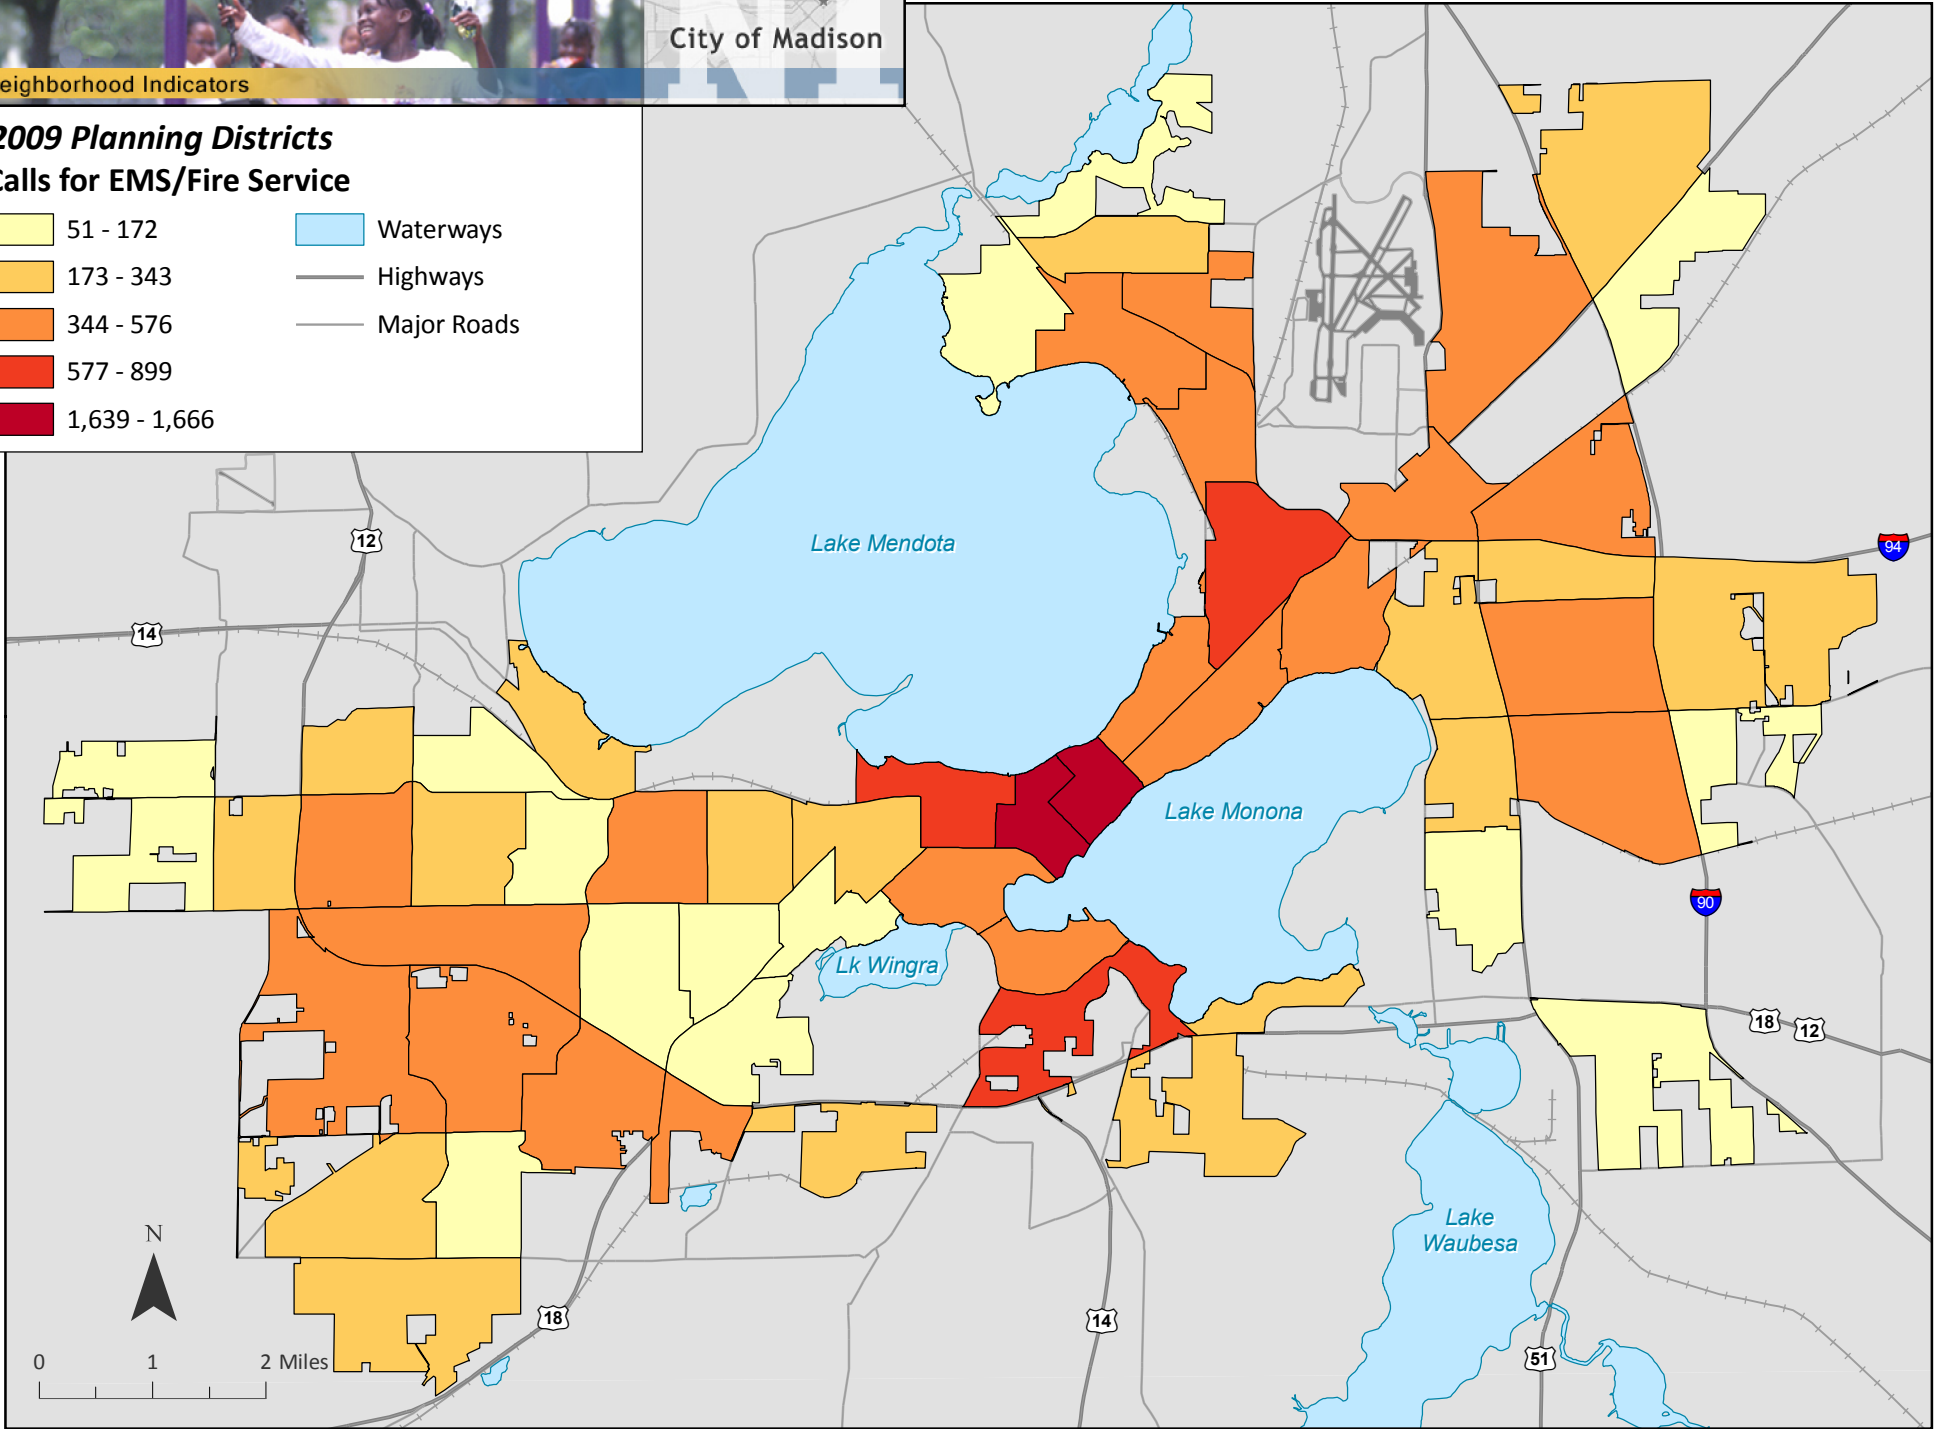 City of Madison
eighborhood Indicators
2009 Planning Districts
Calls for EMS/Fire Service
51 - 172
Waterways
173 - 343
Highways
344 - 576
Major Roads
577 - 899
1,639 - 1,666
12
Lake Mendota
94
14
Lake Monona
90
Lk Wingra
18
12
Lake
Waubesa
N
18
14
51
0 1 2 Miles